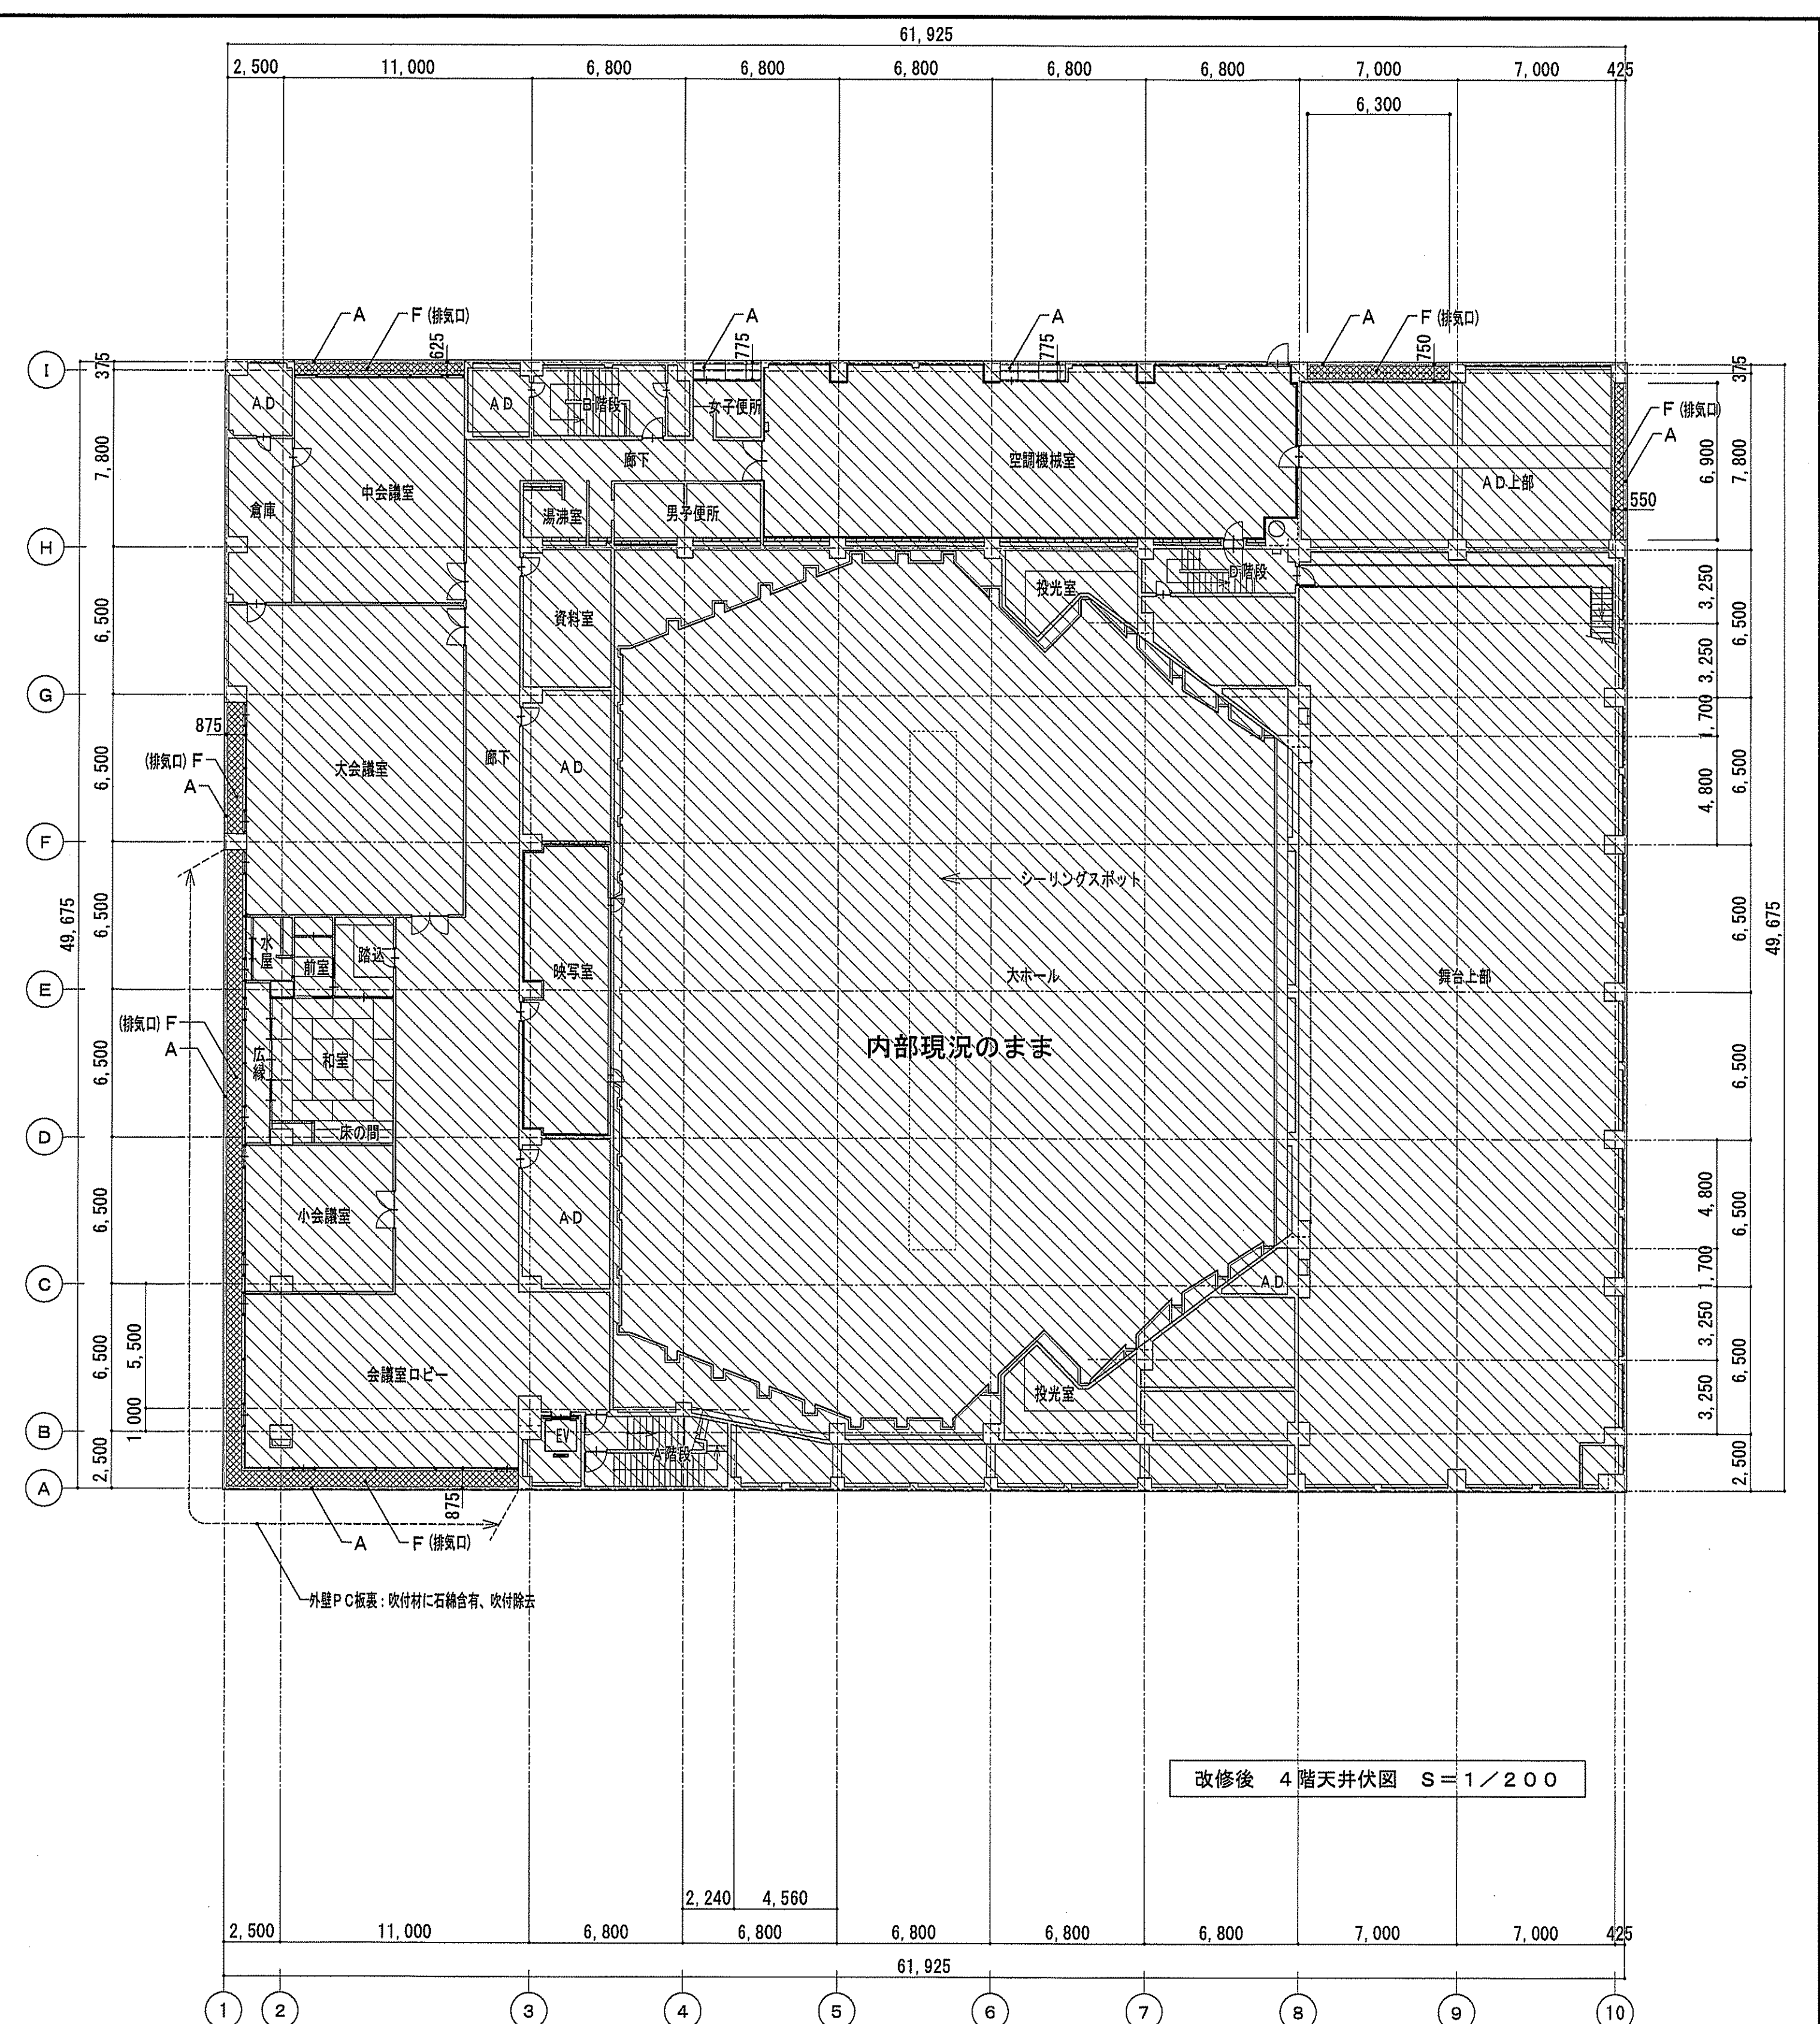 61,925
2,500 11,000 6,800 6,800 6,800 6,800 6,800 7,000 7,000 425
6,300
A F (排気口) 625
A 775
A 775
A F (排気口) 750
F (排気口)
A
550
I
H
G
F
E
D
C
B
A
375
7,800
6,500
6,500
6,500
6,500
6,500
6,500
2,500
49,675
5,500
1,000
375
6,900
7,800
3,250
3,250
6,500
1,700
4,800
6,500
6,500
6,500
4,800
6,500
1,700
3,250
3,250
6,500
2,500
49,675
AD
AD
B階段
女子便所
廊下
空調機械室
AD上部
中会議室
倉庫
湯沸室
男子便所
投光室
D階段
資料室
875
(排気口) F
A
大会議室
廊下
AD
シーリングスポット
水屋
前室
踏込
映写室
大ホール
舞台上部
(排気口) F
A
広縁
和室
内部現況のまま
床の間
小会議室
AD
AD
会議室ロビー
投光室
EV
A階段
875
A F (排気口)
外壁PC板裏:吹付材に石綿含有、吹付除去
改修後 4階天井伏図 S=1/200
2,240 4,560
2,500 11,000 6,800 6,800 6,800 6,800 6,800 7,000 7,000 425
61,925
1 2 3 4 5 6 7 8 9 10